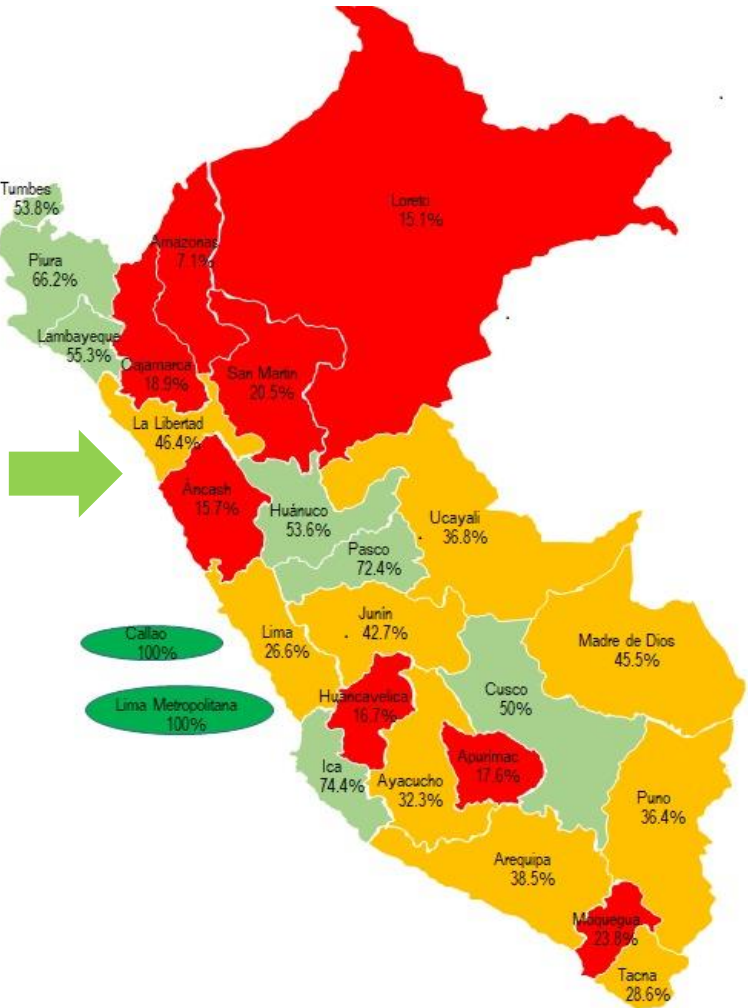 Tumbes
53.8%
Piura
66.2%
Lambayeque
55.3%
Amazonas
7.1%
Loreto
15.1%
Cajamarca
18.9%
San Martin
20.5%
La Libertad
46.4%
Áncash
15.7%
Huánuco
53.6%
Ucayali
36.8%
Pasco
72.4%
Callao
100%
Lima
26.6%
Junín
42.7%
Madre de Dios
45.5%
Lima Metropolitana
100%
Huancavelica
16.7%
Cusco
50%
Ica
74.4%
Ayacucho
32.3%
Apurimac
17.6%
Puno
36.4%
Arequipa
38.5%
Moquegua
23.8%
Tacna
28.6%